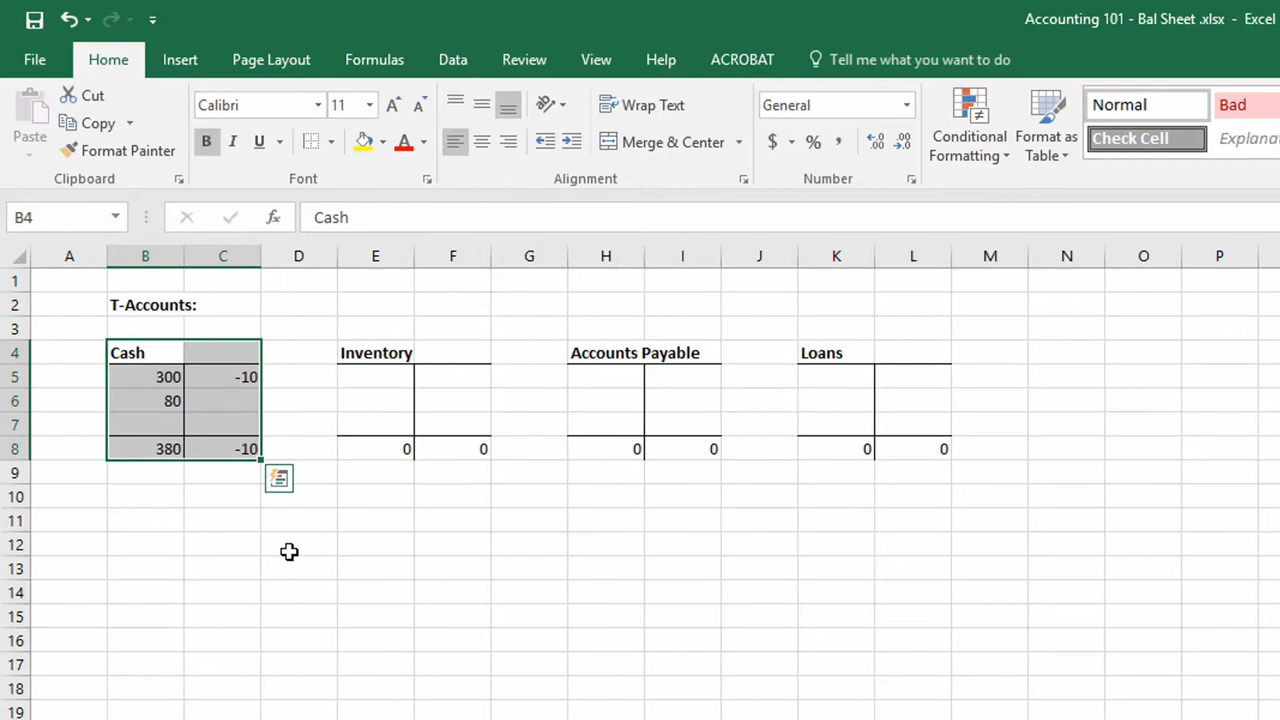 Accounting 101 - Bal Sheet .xlsx - Excel
File Home Insert Page Layout Formulas Data Review View Help ACROBAT Tell me what you want to do
Paste
Cut
Copy
Format Painter
Clipboard
Calibri 11 A A
B I U A
Font
Wrap Text
Merge & Center
Alignment
General
$ % , .00 .00
Number
Conditional Formatting
Format as Table
Normal Bad
Check Cell Explana
B4 fx Cash
A B C D E F G H I J K L M N O P
1
2 T-Accounts:
3
4 Cash Inventory Accounts Payable Loans
5 300 -10
6 80
7
8 380 -10 0 0 0 0 0 0
9
10
11
12
13
14
15
16
17
18
19